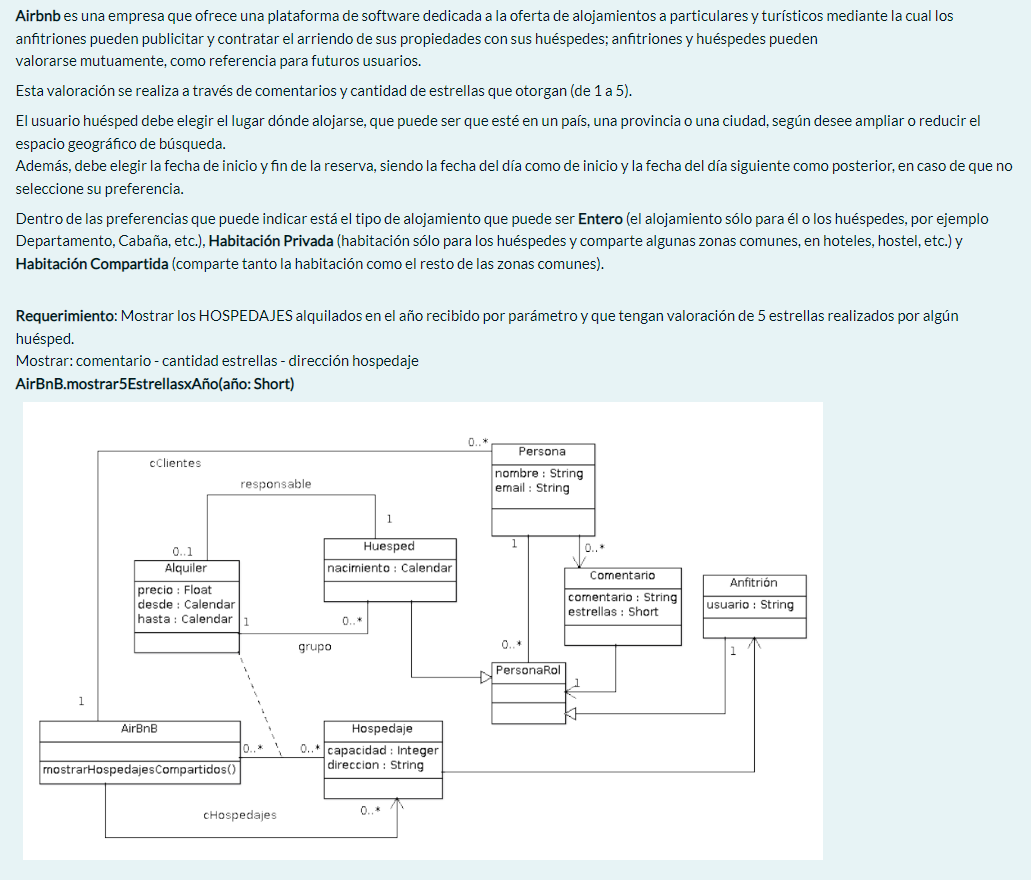 Airbnb es una empresa que ofrece una plataforma de software dedicada a la oferta de alojamientos a particulares y turísticos mediante la cual los
anfitriones pueden publicitar y contratar el arriendo de sus propiedades con sus huéspedes; anfitriones y huéspedes pueden
valorarse mutuamente, como referencia para futuros usuarios.
Esta valoración se realiza a través de comentarios y cantidad de estrellas que otorgan (de 1 a 5).
El usuario huésped debe elegir el lugar dónde alojarse, que puede ser que esté en un país, una provincia o una ciudad, según desee ampliar o reducir el
espacio geográfico de búsqueda.
Además, debe elegir la fecha de inicio y fin de la reserva, siendo la fecha del día como de inicio y la fecha del día siguiente como posterior, en caso de que no
seleccione su preferencia.
Dentro de las preferencias que puede indicar está el tipo de alojamiento que puede ser Entero (el alojamiento sólo para él o los huéspedes, por ejemplo
Departamento, Cabaña, etc.), Habitación Privada (habitación sólo para los huéspedes y comparte algunas zonas comunes, en hoteles, hostel, etc.) y
Habitación Compartida (comparte tanto la habitación como el resto de las zonas comunes).
Requerimiento: Mostrar los HOSPEDAJES alquilados en el año recibido por parámetro y que tengan valoración de 5 estrellas realizados por algún
huésped.
Mostrar: comentario - cantidad estrellas - dirección hospedaje
AirBnB.mostrar5EstrellasxAño(año: Short)
0..*
Persona
nombre : String
email : String
cClientes
responsable
1
1
0..*
Huesped
nacimiento : Calendar
0..1
Alquiler
precio : Float
desde : Calendar
hasta : Calendar
1
0..*
grupo
Comentario
comentario : String
estrellas : Short
Anfitrión
usuario : String
1
0..*
PersonaRol
1
1
AirBnB
mostrarHospedajesCompartidos()
0..*
0..*
Hospedaje
capacidad : Integer
direccion : String
cHospedajes
0..*